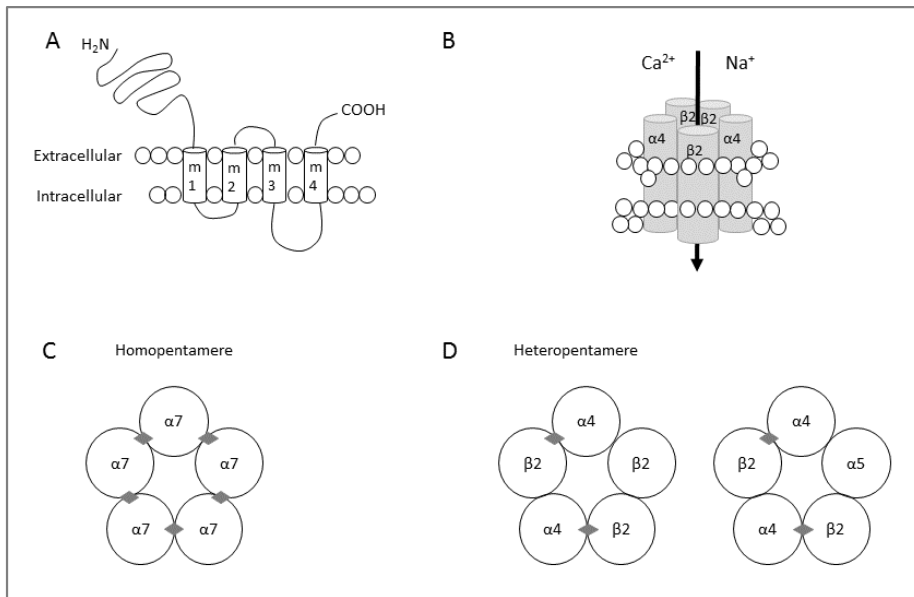 A
H₂N
COOH
Extracellular
Intracellular
m
1
m
2
m
3
m
4
B
Ca²⁺ Na⁺
β2 β2
α4 α4
β2
C Homopentamere
α7
α7 α7
α7 α7
D Heteropentamere
α4
β2 β2
α4 β2
α4
β2 α5
α4 β2